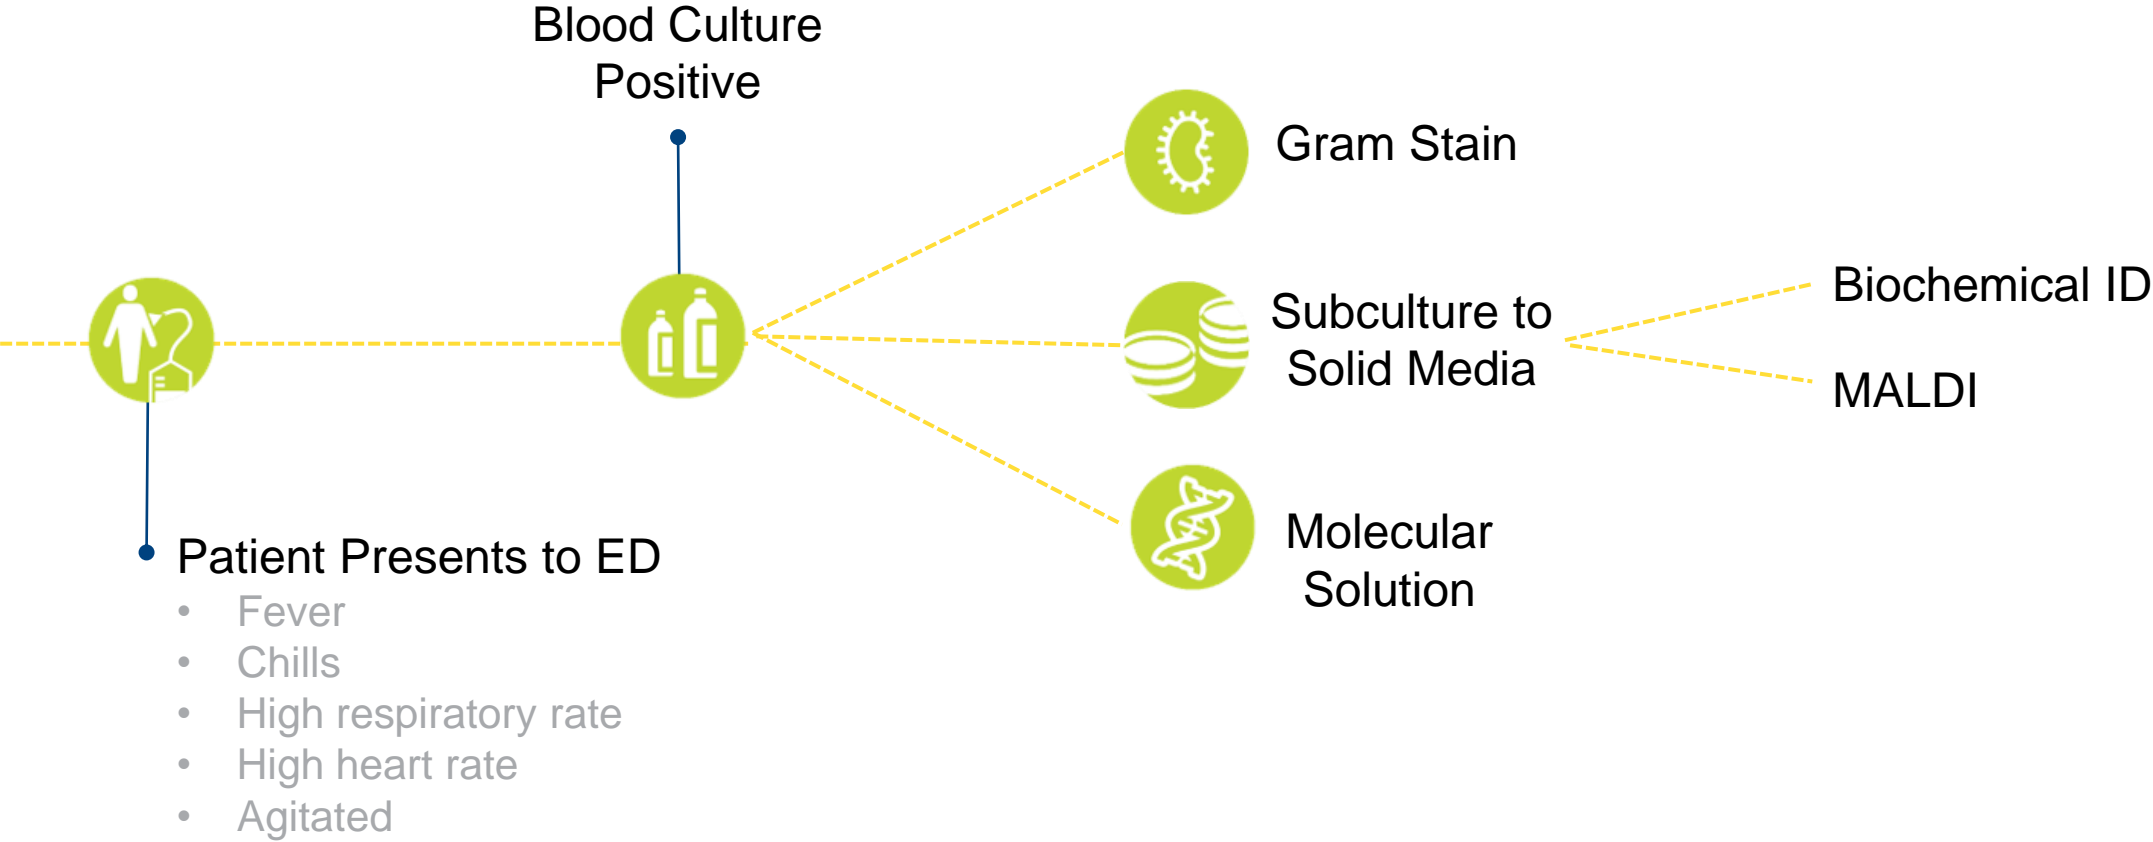 Blood Culture
Positive
Gram Stain
Subculture to
Solid Media
Biochemical ID
MALDI
Molecular
Solution
Patient Presents to ED
• Fever
• Chills
• High respiratory rate
• High heart rate
• Agitated